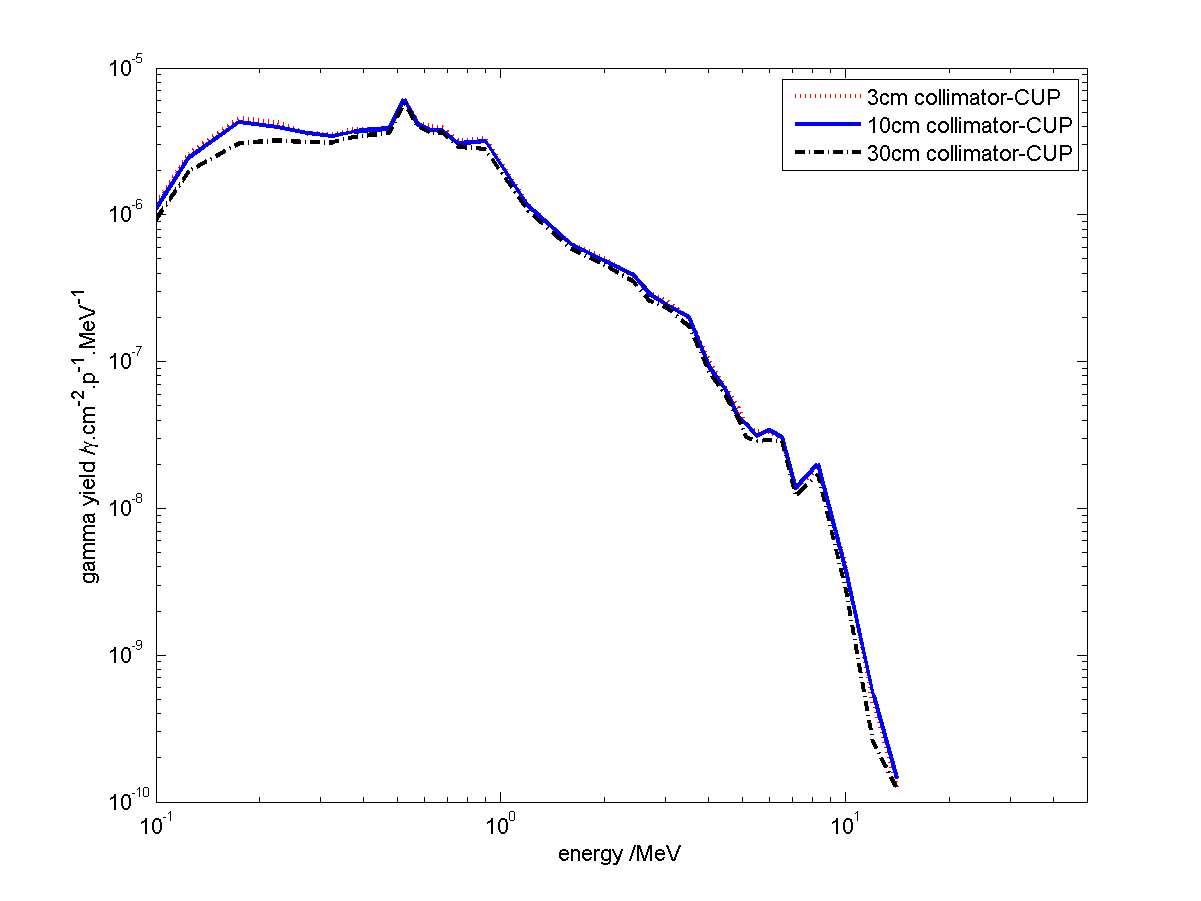 10^-5
10^-6
10^-7
10^-8
10^-9
10^-10
gamma yield /γ.cm^-2.p^-1.MeV^-1
3cm collimator-CUP
10cm collimator-CUP
30cm collimator-CUP
10^-1
10^0
10^1
energy /MeV